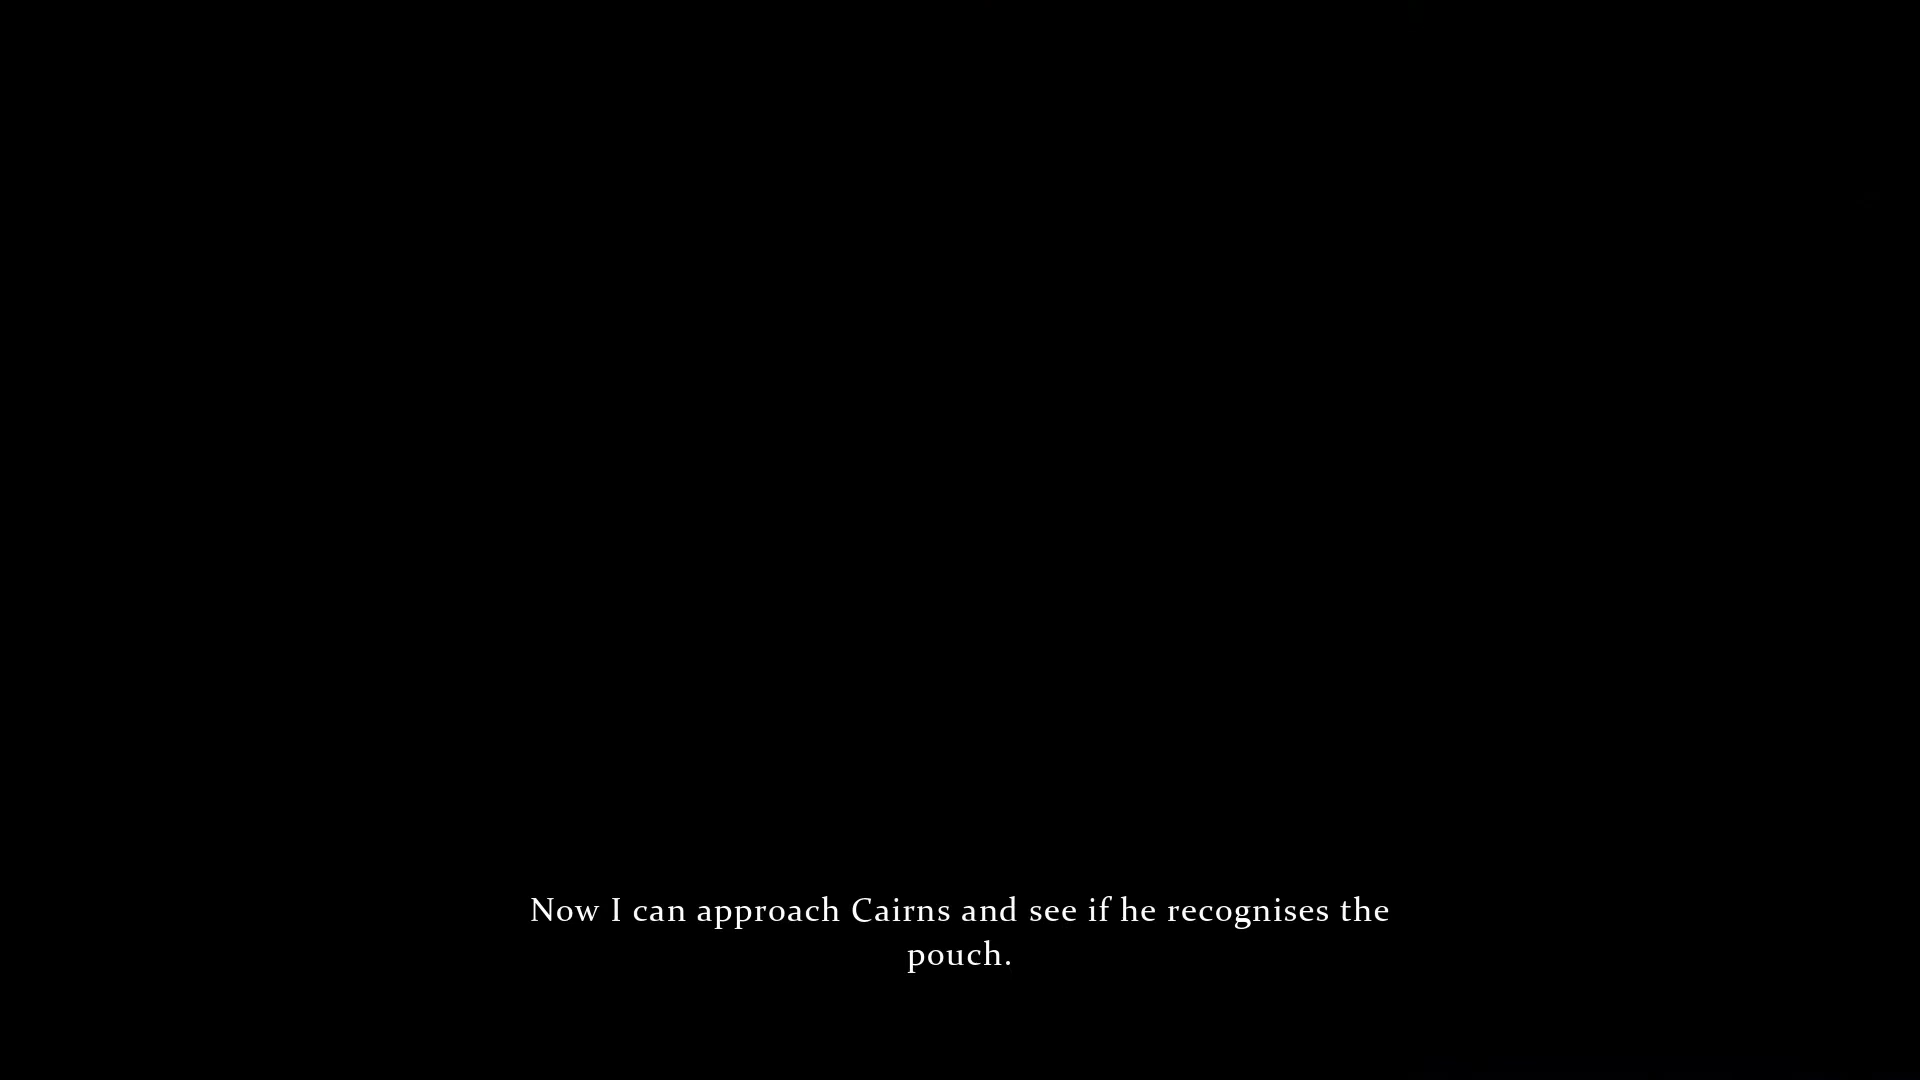 Now I can approach Cairns and see if he recognises the
pouch.